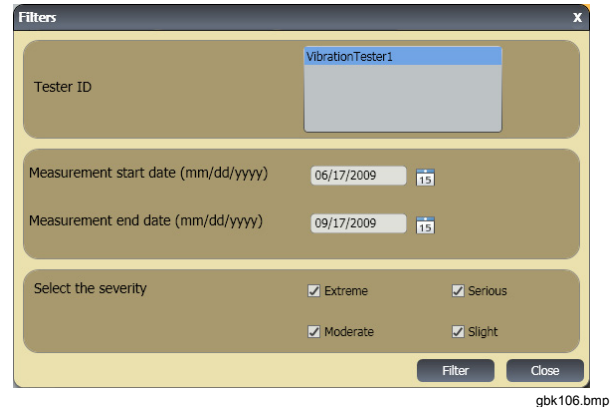 Filters X
VibrationTester1
Tester ID
Measurement start date (mm/dd/yyyy) 06/17/2009 15
Measurement end date (mm/dd/yyyy) 09/17/2009 15
Select the severity Extreme Serious
Moderate Slight
Filter Close
gbk106.bmp